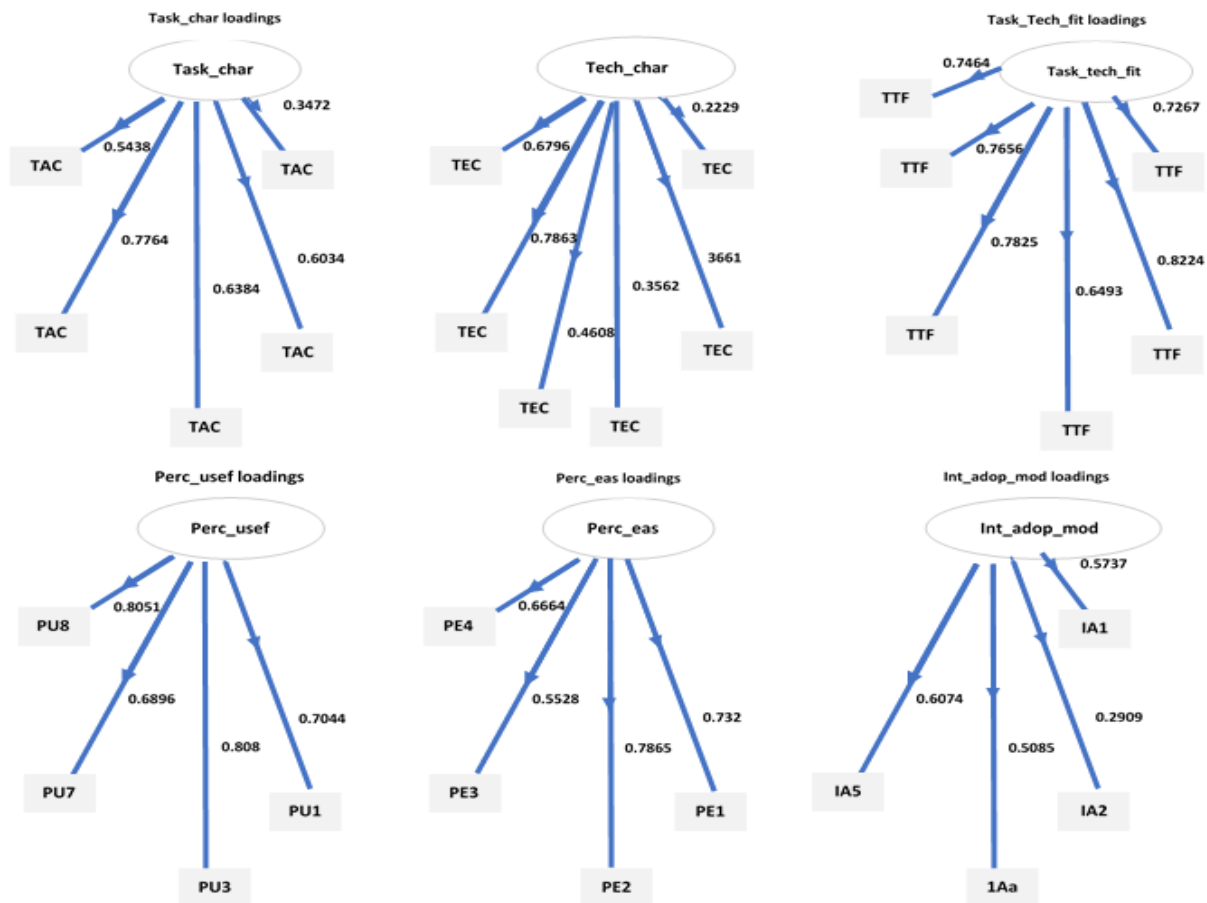 Task_char loadings
Task_char
0.3472
0.5438
TAC
TAC
0.7764
0.6034
0.6384
TAC
TAC
TAC
Tech_char
0.2229
0.6796
TEC
TEC
0.7863
3661
0.3562
0.4608
TEC
TEC
TEC
TEC
Task_Tech_fit loadings
0.7464
Task_tech_fit
TTF
0.7267
0.7656
TTF
TTF
0.7825
0.8224
0.6493
TTF
TTF
TTF
Perc_usef loadings
Perc_usef
0.8051
PU8
0.6896
0.7044
0.808
PU7
PU1
PU3
Perc_eas loadings
Perc_eas
0.6664
PE4
0.5528
0.732
0.7865
PE3
PE1
PE2
Int_adop_mod loadings
Int_adop_mod
0.5737
IA1
0.6074
0.2909
0.5085
IA5
IA2
1Aa